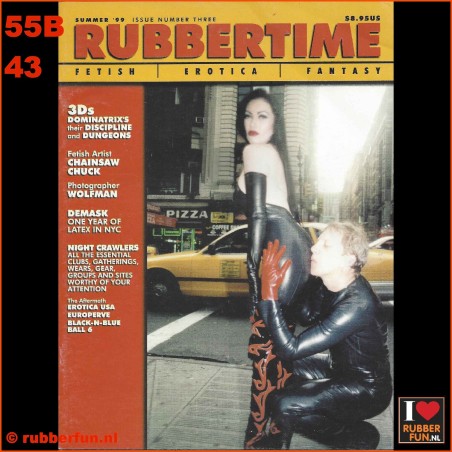 55B
43
SUMMER '99 ISSUE NUMBER THREE
$8.95US
RUBBERTIME
FETISH EROTICA FANTASY
3Ds
DOMINATRIX'S
their DISCIPLINE
and DUNGEONS
Fetish Artist
CHAINSAW
CHUCK
Photographer
WOLFMAN
DEMASK
ONE YEAR OF
LATEX IN NYC
NIGHT CRAWLERS
ALL THE ESSENTIAL
CLUBS, GATHERINGS,
WEARS, GEAR,
GROUPS AND SITES
WORTHY OF YOUR
ATTENTION
The Aftermath
EROTICA USA
EUROPERVE
BLACK-N-BLUE
BALL 6
PIZZA
© rubberfun.nl
I
RUBBER
FUN.NL